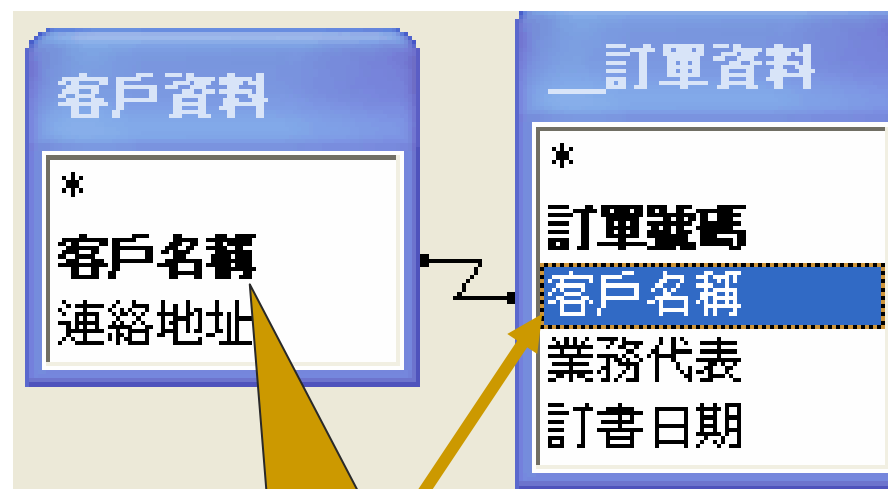 客戶資料
*
客戶名稱
連絡地址
__訂單資料
*
訂單號碼
客戶名稱
業務代表
訂書日期